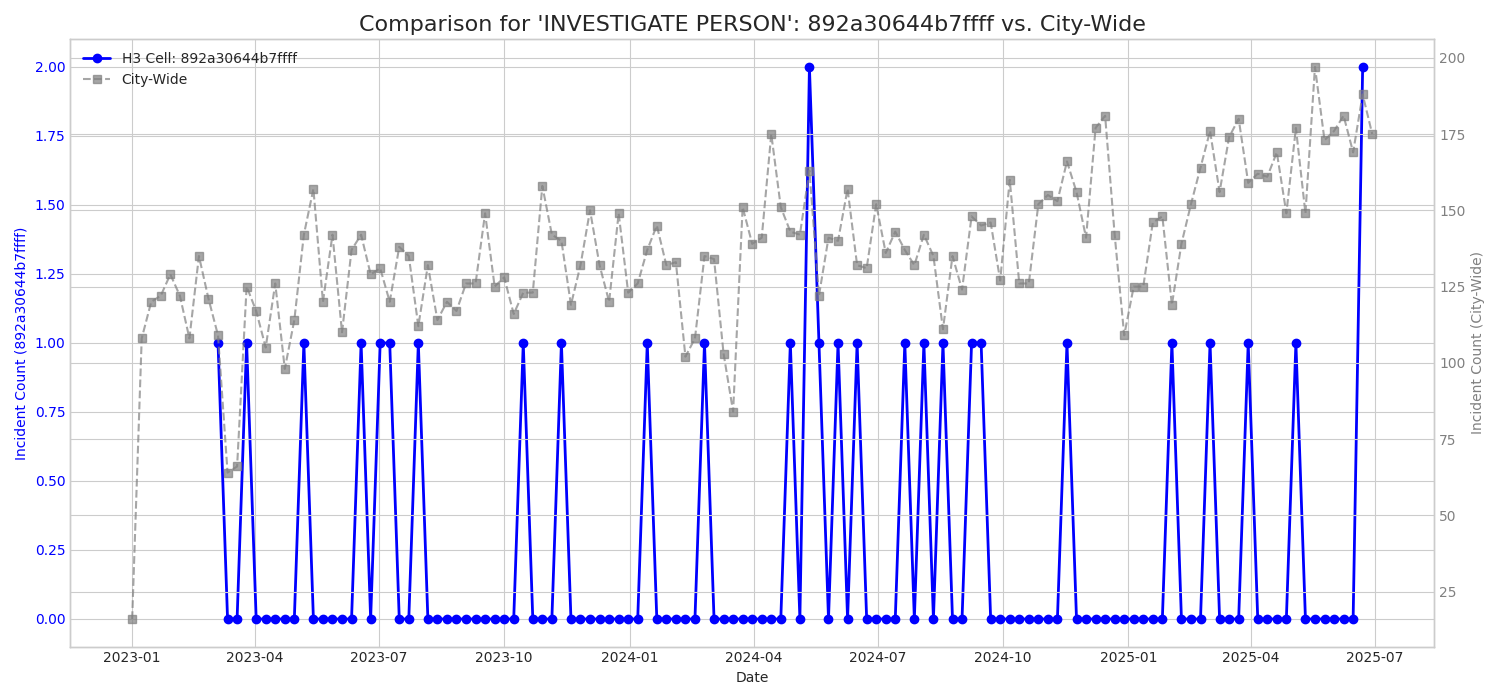 Comparison for 'INVESTIGATE PERSON': 892a30644b7ffff vs. City-Wide
H3 Cell: 892a30644b7ffff
City-Wide
2.00
1.75
1.50
1.25
1.00
0.75
0.50
0.25
0.00
Incident Count (892a30644b7ffff)
200
175
150
125
100
75
50
25
Incident Count (City-Wide)
2023-01 2023-04 2023-07 2023-10 2024-01 2024-04 2024-07 2024-10 2025-01 2025-04 2025-07
Date